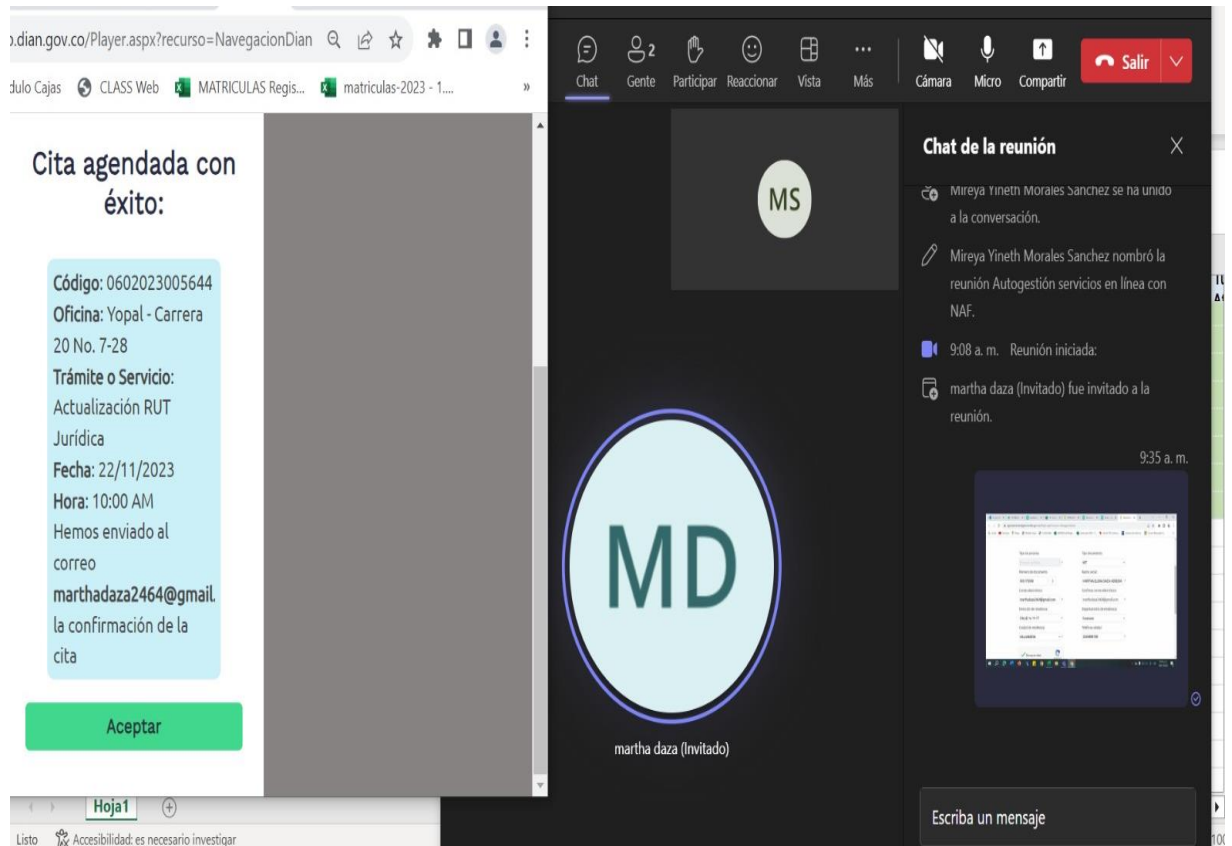 o.dian.gov.co/Player.aspx?recurso=NavegacionDian
dulo Cajas CLASS Web MATRICULAS Regis... matriculas-2023 - 1.... »
Cita agendada con
éxito:
Código: 0602023005644
Oficina: Yopal - Carrera
20 No. 7-28
Trámite o Servicio:
Actualización RUT
Jurídica
Fecha: 22/11/2023
Hora: 10:00 AM
Hemos enviado al
correo
marthadaza2464@gmail.
la confirmación de la
cita
Aceptar
Hoja1
Listo Accesibilidad: es necesario investigar
2
Chat Gente Participar Reaccionar Vista Más Cámara Micro Compartir Salir
MS
MD
martha daza (Invitado)
Chat de la reunión
Mireya Yineth Morales Sanchez se ha unido
a la conversación.
Mireya Yineth Morales Sanchez nombró la
reunión Autogestión servicios en línea con
NAF.
9:08 a. m. Reunión iniciada:
martha daza (Invitado) fue invitado a la
reunión.
9:35 a. m.
Escriba un mensaje